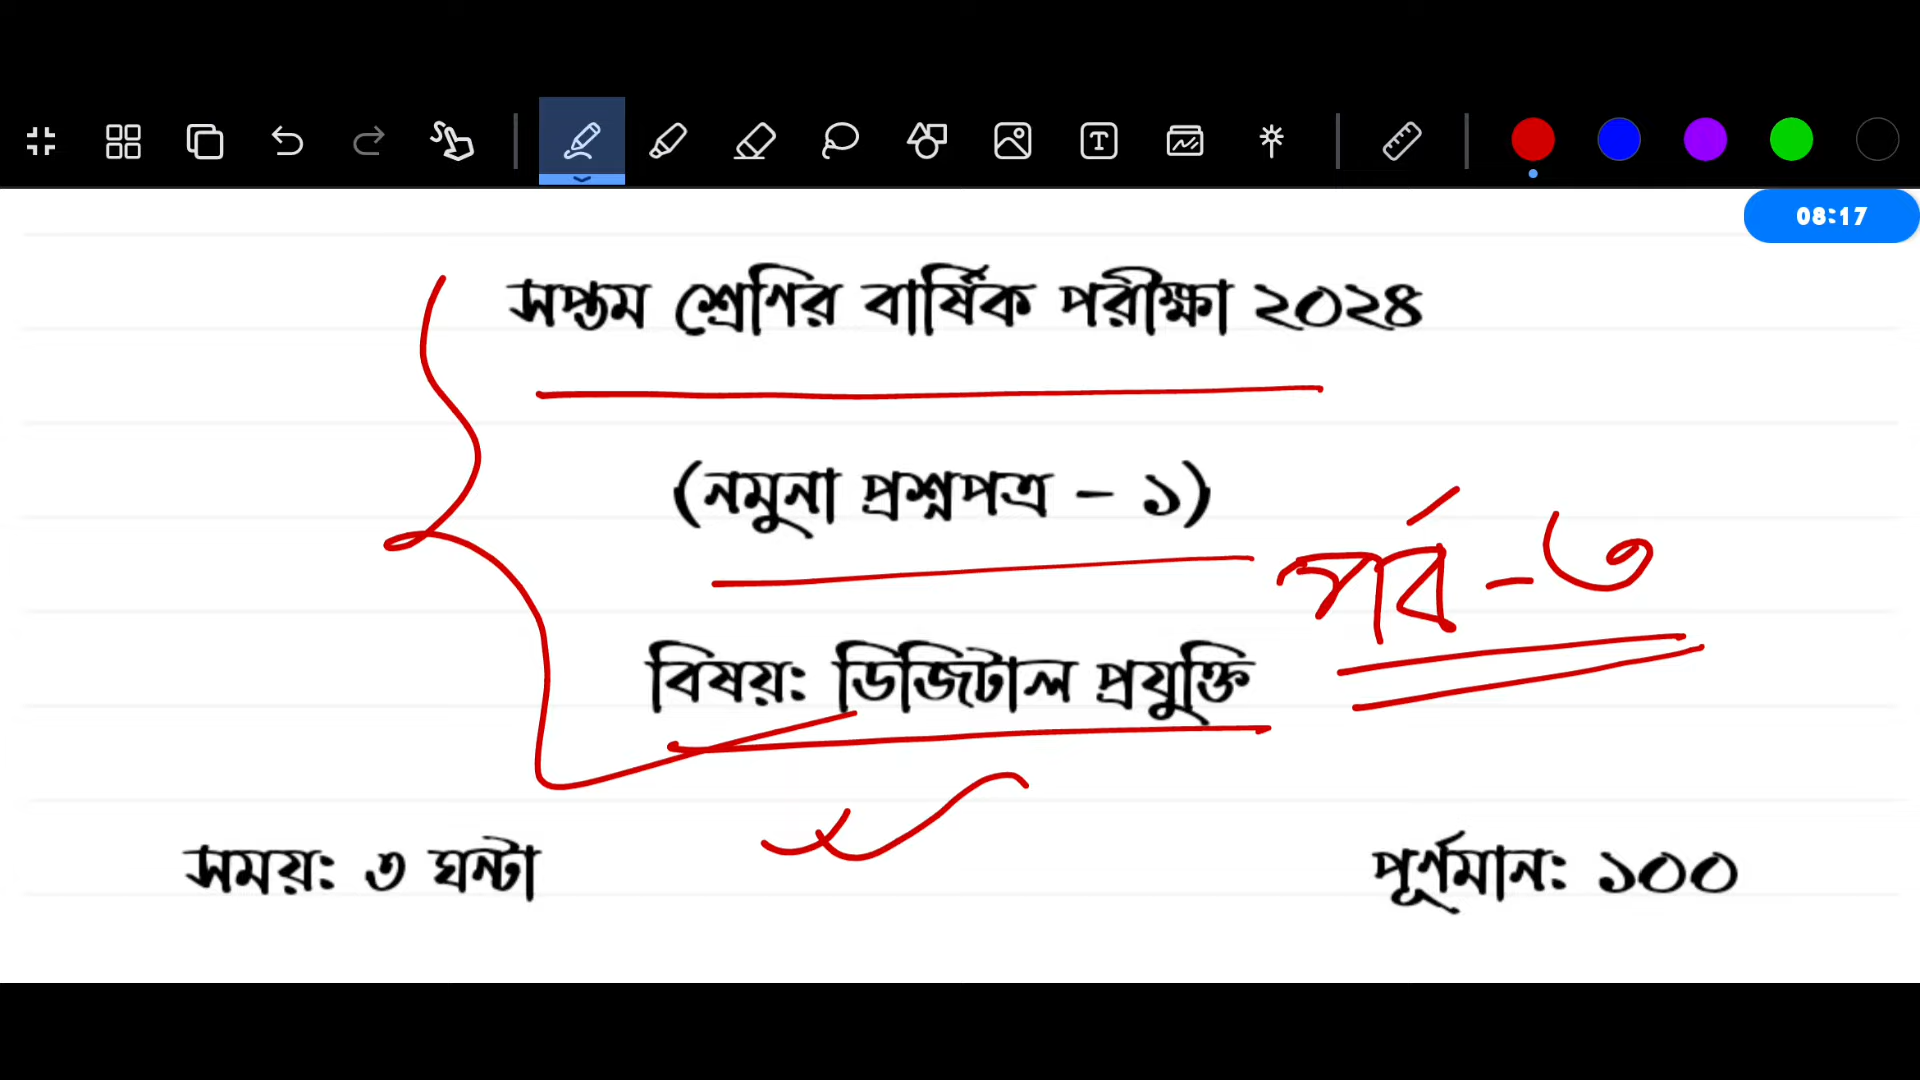 08:17
সপ্তম শ্রেণির বার্ষিক পরীক্ষা ২০২৪
(নমুনা প্রশ্নপত্র - ১)
পর্ব - ৩
বিষয়: ডিজিটাল প্রযুক্তি
সময়: ৩ ঘন্টা
পূর্ণমান: ১০০